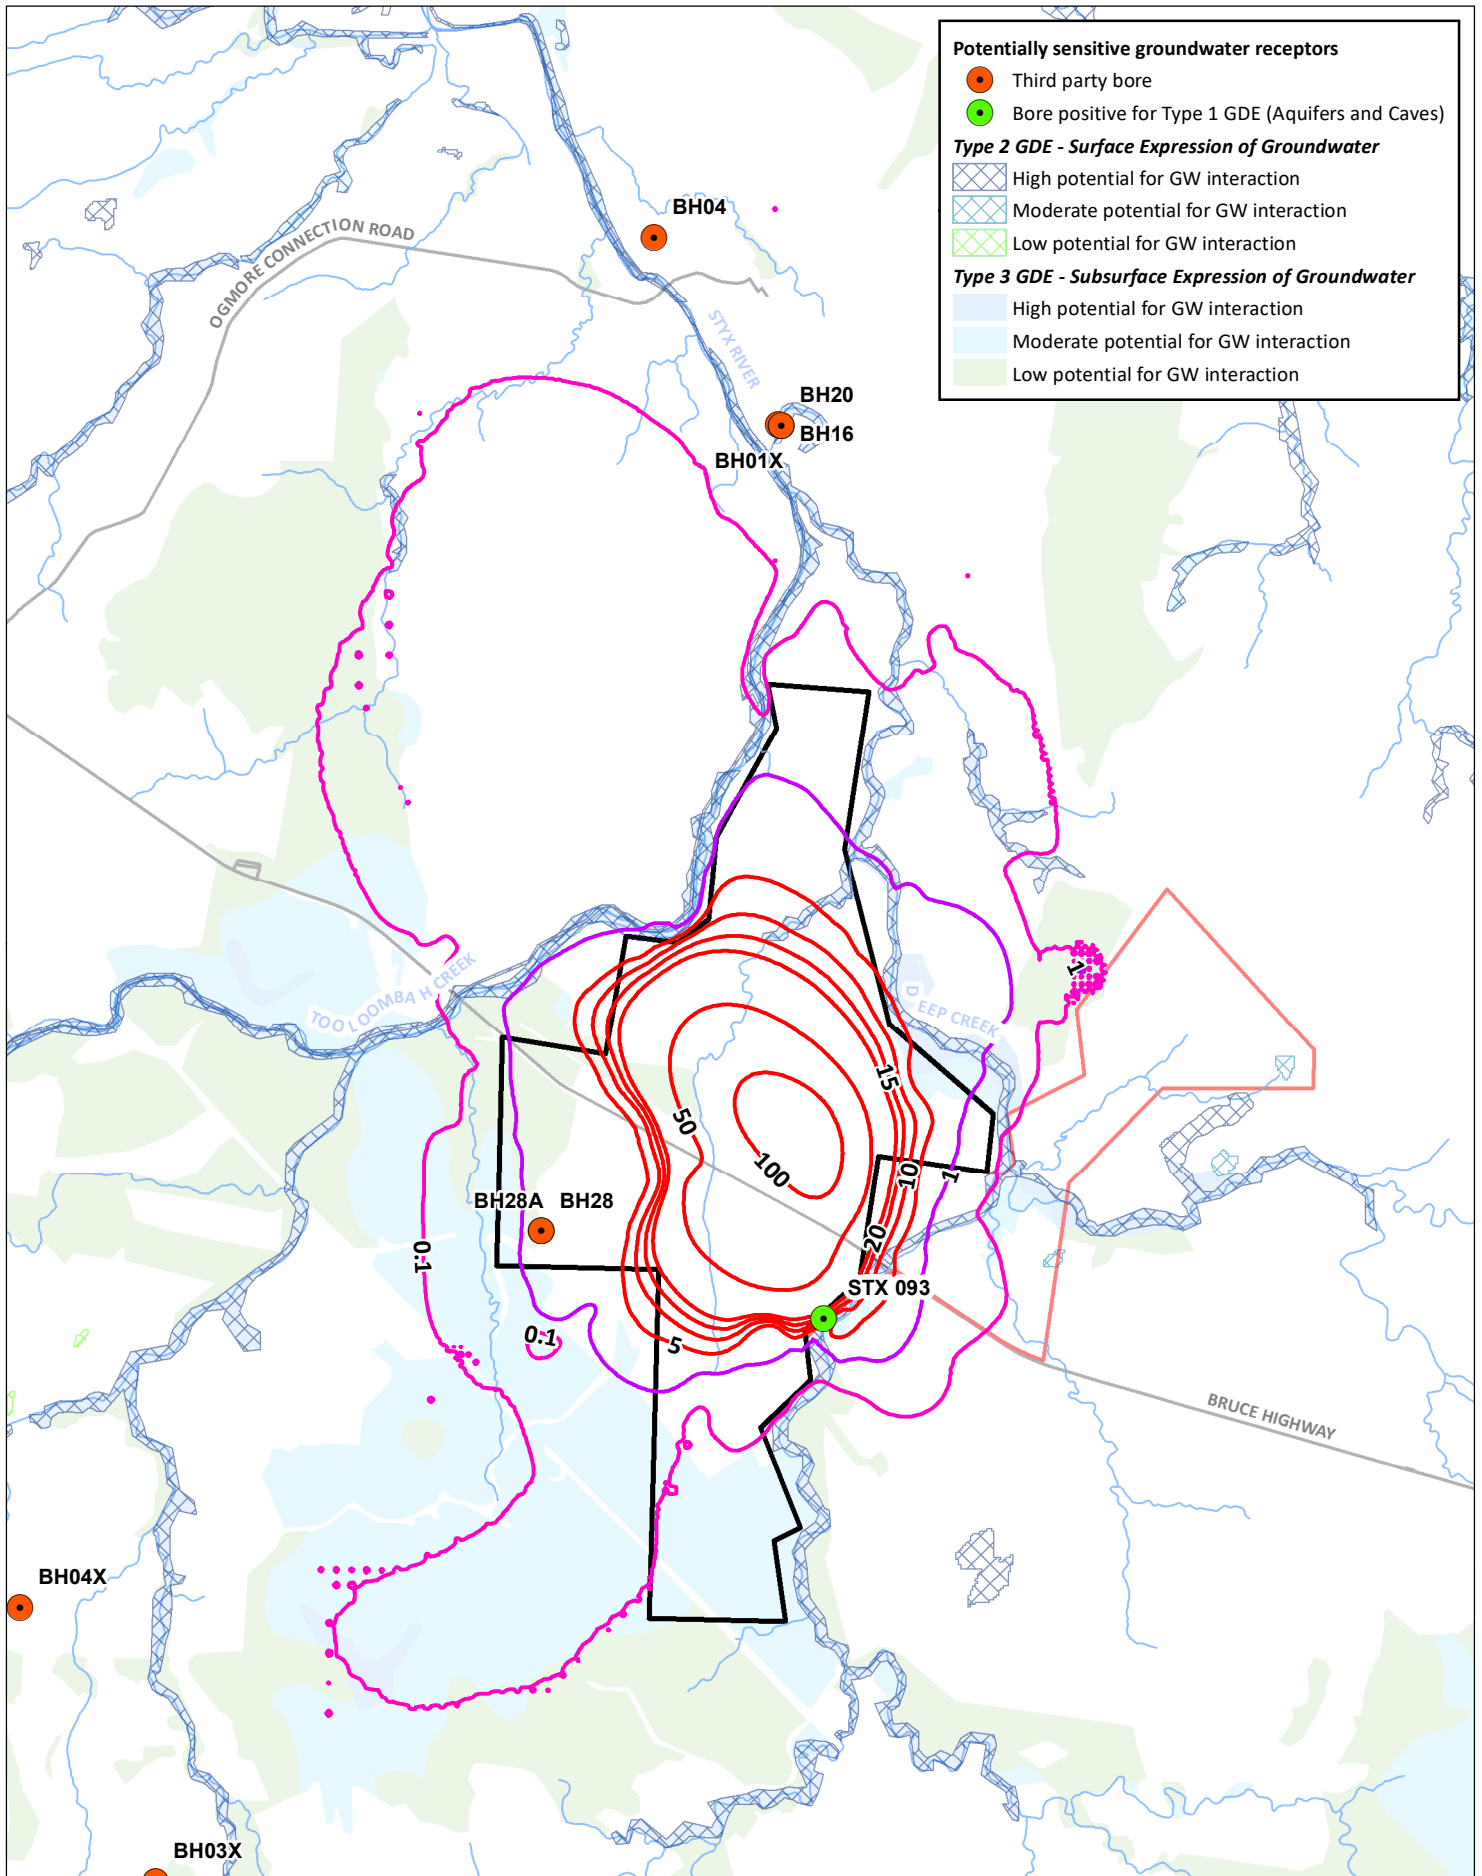 Potentially sensitive groundwater receptors
Third party bore
Bore positive for Type 1 GDE (Aquifers and Caves)
Type 2 GDE - Surface Expression of Groundwater
High potential for GW interaction
Moderate potential for GW interaction
Low potential for GW interaction
Type 3 GDE - Subsurface Expression of Groundwater
High potential for GW interaction
Moderate potential for GW interaction
Low potential for GW interaction
BH04
OGMORE CONNECTION ROAD
STYX RIVER
BH20
BH16
BH01X
TOOLOOMBAH CREEK
1
DEEP CREEK
15
50
100
10
1
BH28A BH28
20
0.1
STX 093
0.1
5
BRUCE HIGHWAY
BH04X
BH03X